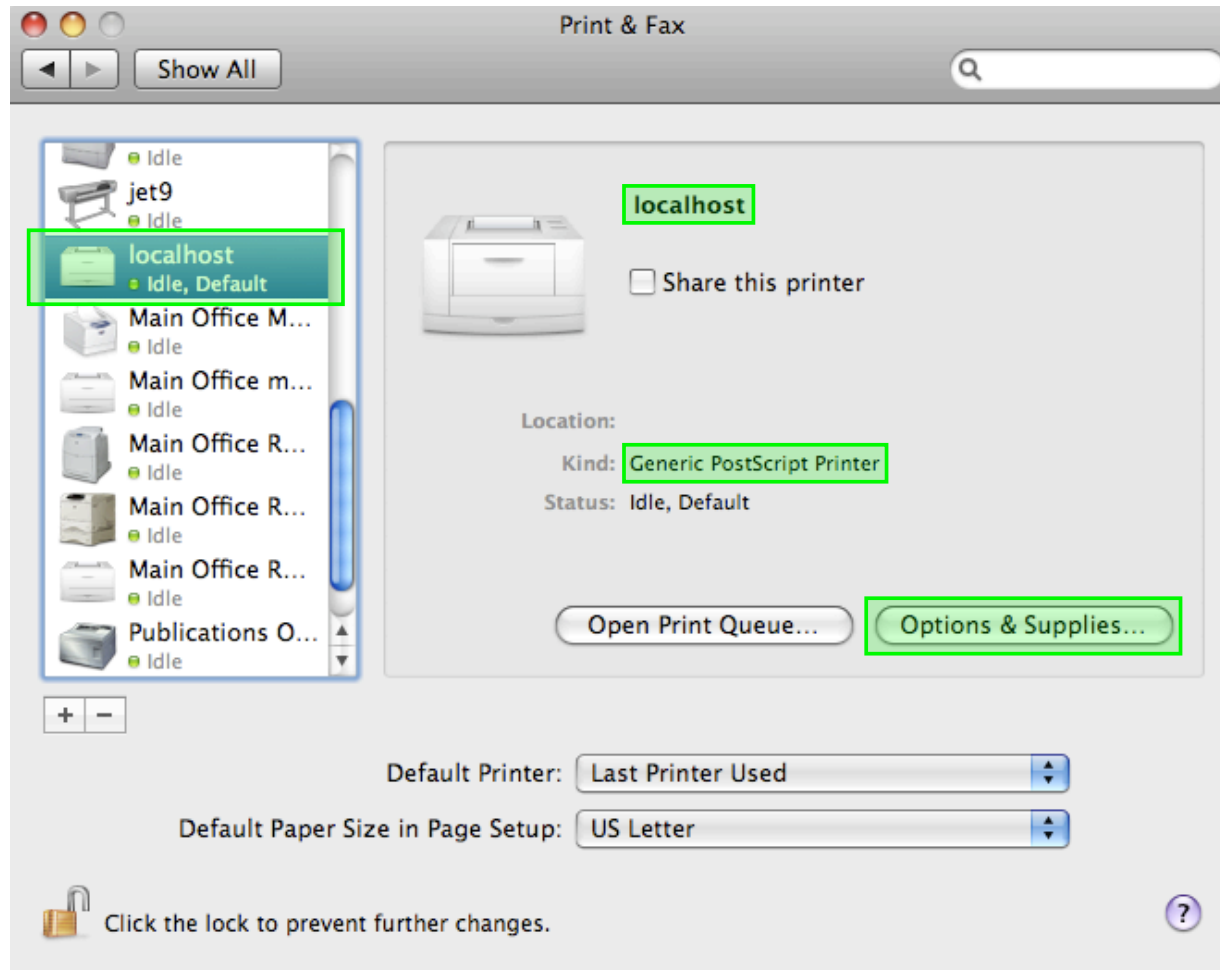 Print & Fax
Show All
Idle
jet9
Idle
localhost
Idle, Default
Main Office M...
Idle
Main Office m...
Idle
Main Office R...
Idle
Main Office R...
Idle
Main Office R...
Idle
Publications O...
Idle
localhost
Share this printer
Location:
Kind: Generic PostScript Printer
Status: Idle, Default
Open Print Queue... Options & Supplies...
+ −
Default Printer: Last Printer Used
Default Paper Size in Page Setup: US Letter
Click the lock to prevent further changes.
?